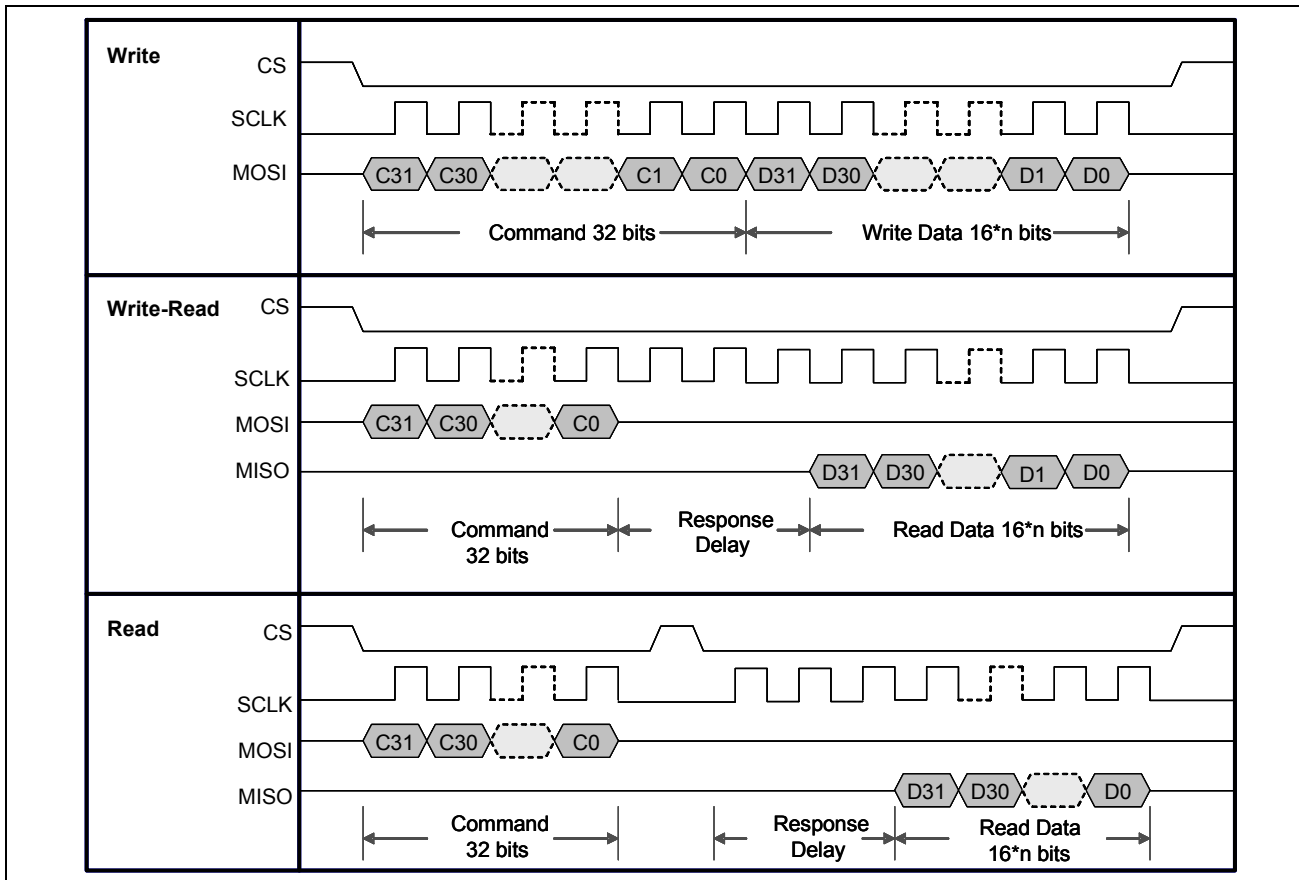 Write
CS
SCLK
MOSI
C31 C30 C1 C0 D31 D30 D1 D0
Command 32 bits
Write Data 16*n bits
Write-Read
CS
SCLK
MOSI
C31 C30 C0
MISO
D31 D30 D1 D0
Command
32 bits
Response
Delay
Read Data 16*n bits
Read
CS
SCLK
MOSI
C31 C30 C0
MISO
D31 D30 D0
Command
32 bits
Response
Delay
Read Data
16*n bits